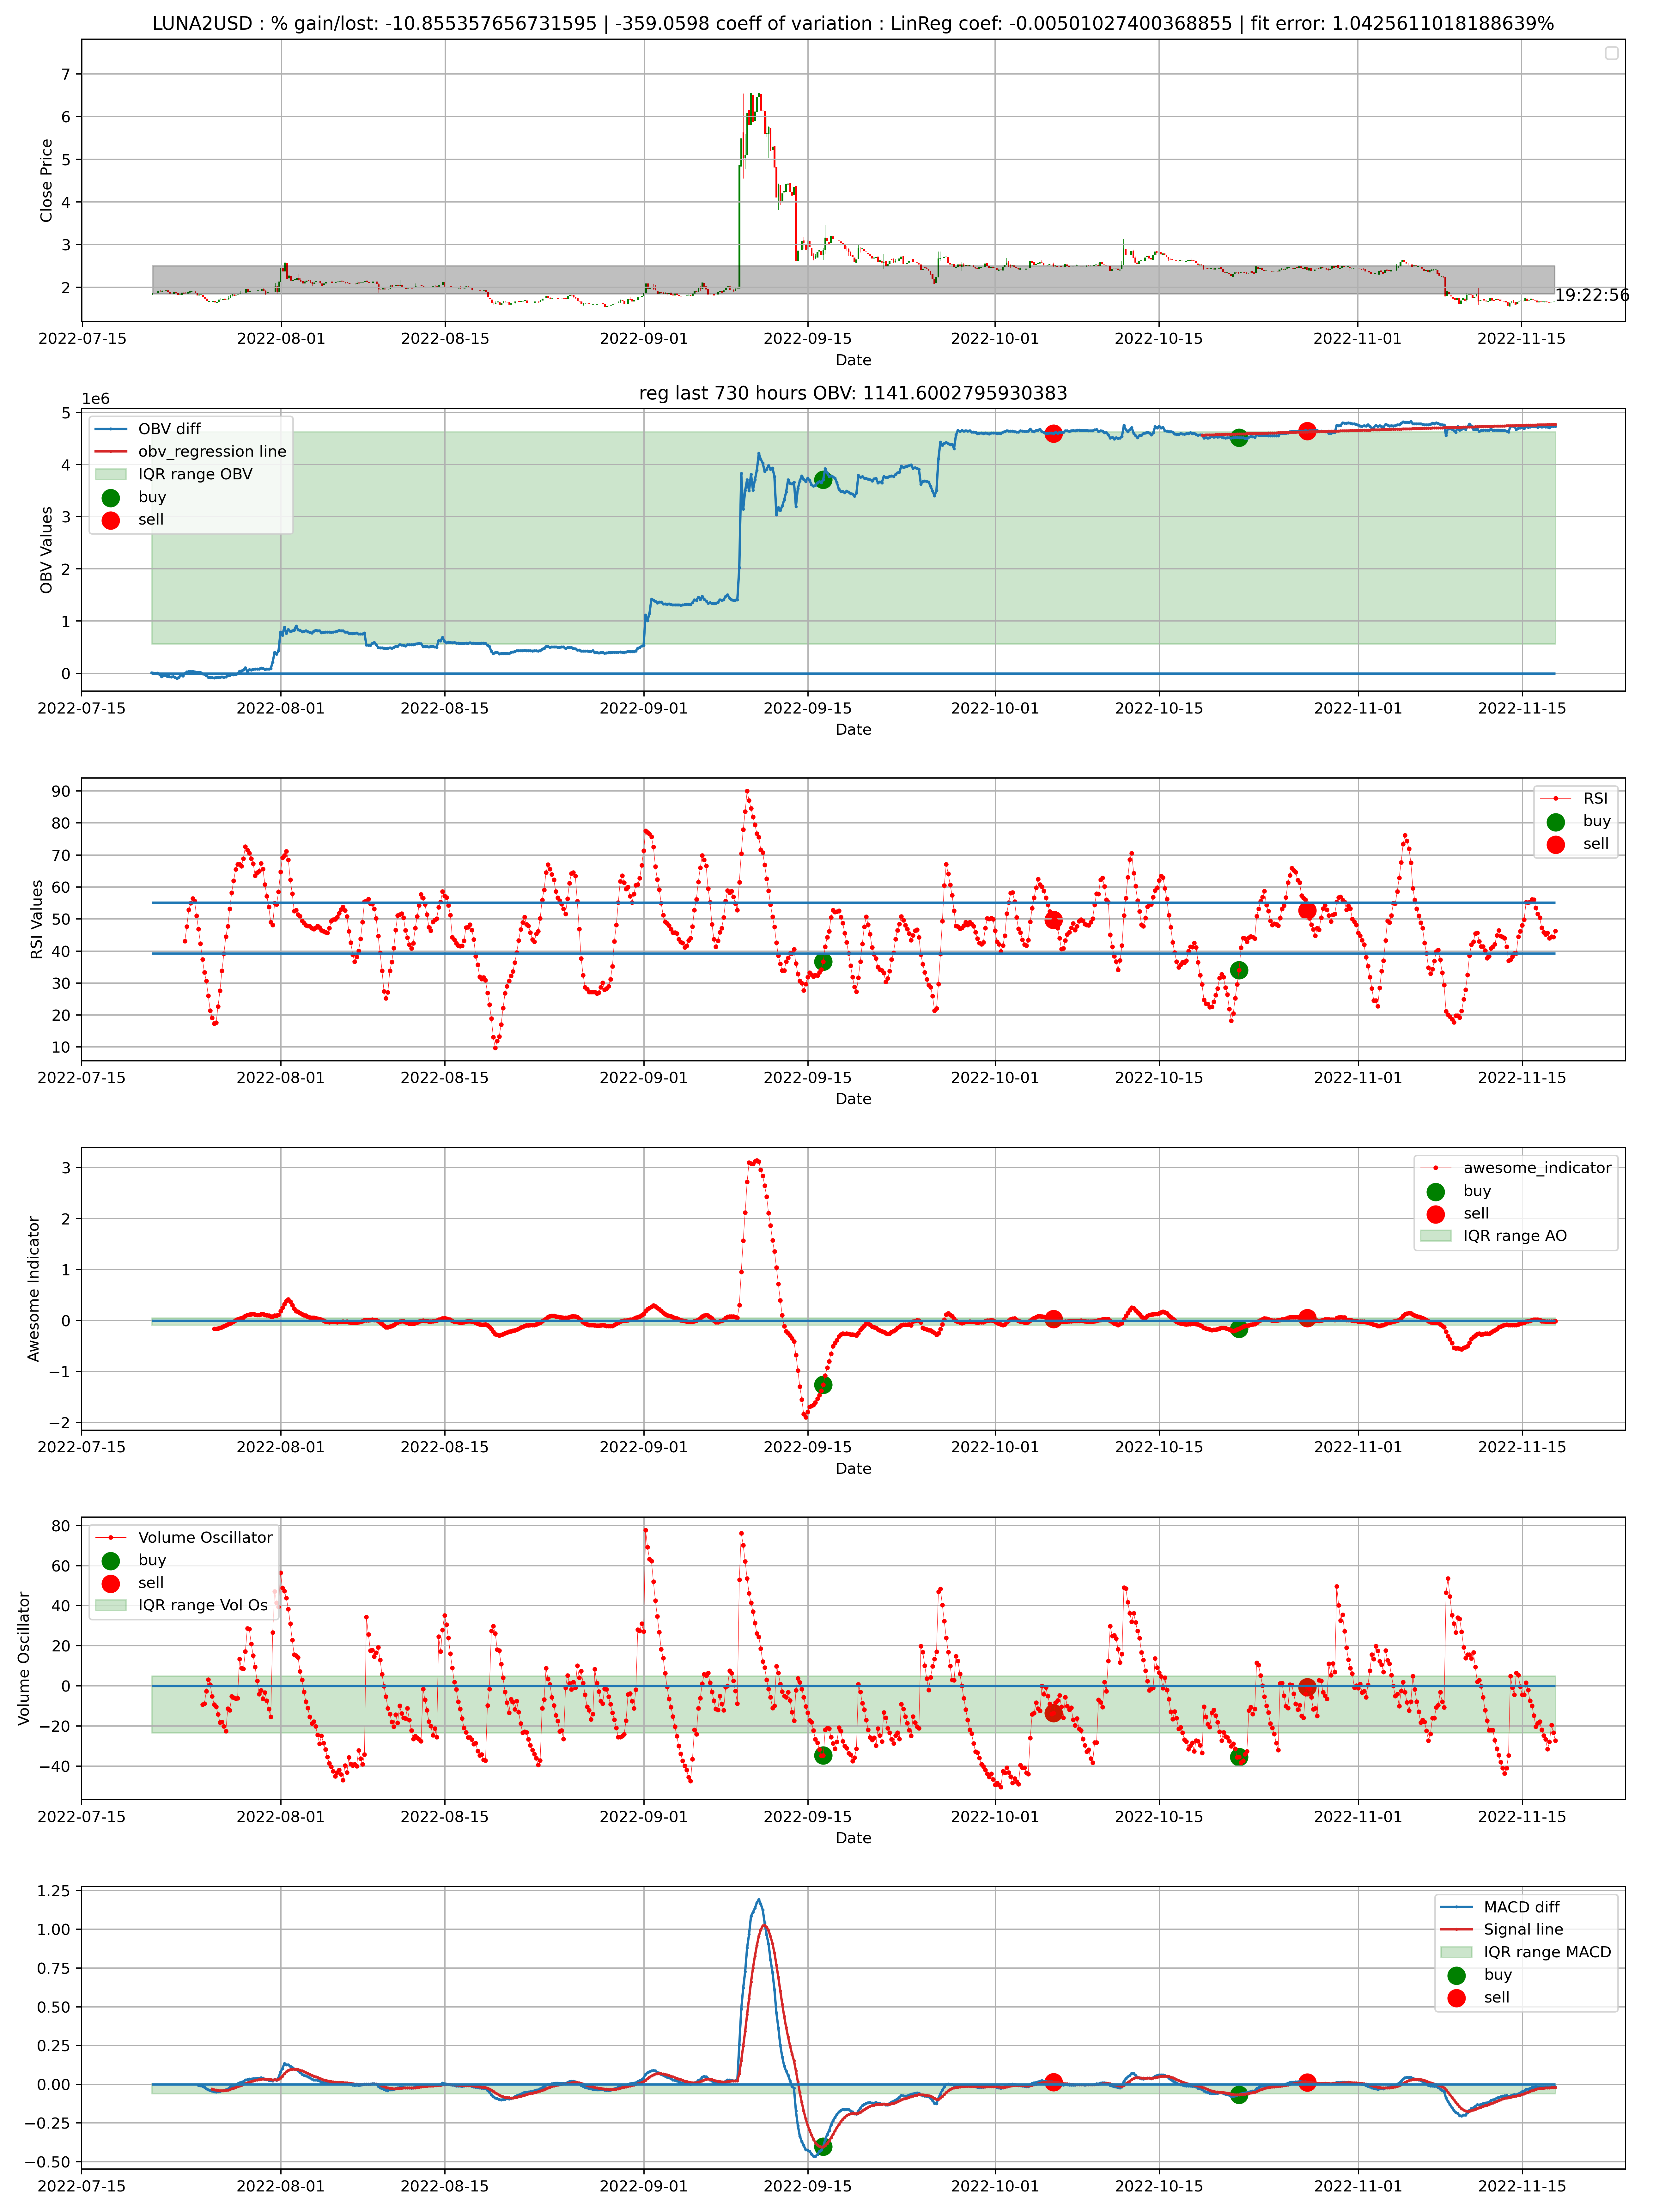 LUNA2USD : % gain/lost: -10.855357656731595 | -359.0598 coeff of variation : LinReg coef: -0.00501027400368855 | fit error: 1.0425611018188639%
7
6
5
4
3
2
Close Price
19:22:56
2022-07-15 2022-08-01 2022-08-15 2022-09-01 2022-09-15 2022-10-01 2022-10-15 2022-11-01 2022-11-15
Date
reg last 730 hours OBV: 1141.6002795930383
1e6
5
4
3
2
1
0
OBV Values
OBV diff
obv_regression line
IQR range OBV
buy
sell
2022-07-15 2022-08-01 2022-08-15 2022-09-01 2022-09-15 2022-10-01 2022-10-15 2022-11-01 2022-11-15
Date
90
80
70
60
50
40
30
20
10
RSI Values
RSI
buy
sell
2022-07-15 2022-08-01 2022-08-15 2022-09-01 2022-09-15 2022-10-01 2022-10-15 2022-11-01 2022-11-15
Date
3
2
1
0
−1
−2
Awesome Indicator
awesome_indicator
buy
sell
IQR range AO
2022-07-15 2022-08-01 2022-08-15 2022-09-01 2022-09-15 2022-10-01 2022-10-15 2022-11-01 2022-11-15
Date
80
60
40
20
0
−20
−40
Volume Oscillator
Volume Oscillator
buy
sell
IQR range Vol Os
2022-07-15 2022-08-01 2022-08-15 2022-09-01 2022-09-15 2022-10-01 2022-10-15 2022-11-01 2022-11-15
Date
1.25
1.00
0.75
0.50
0.25
0.00
−0.25
−0.50
MACD diff
Signal line
IQR range MACD
buy
sell
2022-07-15 2022-08-01 2022-08-15 2022-09-01 2022-09-15 2022-10-01 2022-10-15 2022-11-01 2022-11-15